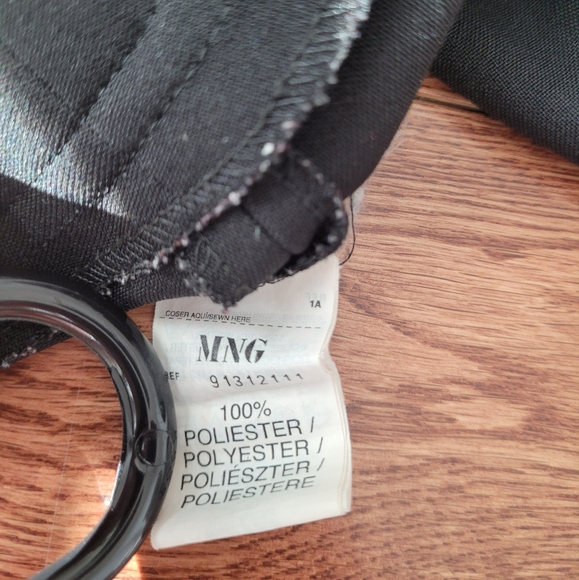 1A
COSER AQUÍ/SEWN HERE
MNG
REF 91312111
100%
POLIESTER /
POLYESTER /
POLIÉSZTER /
POLIESTERE